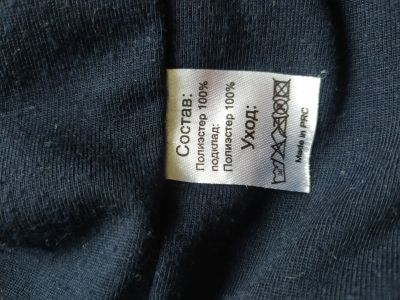 Состав:
Полиэстер 100%
подклад:
Полиэстер 100%
Уход:
Made in PRC